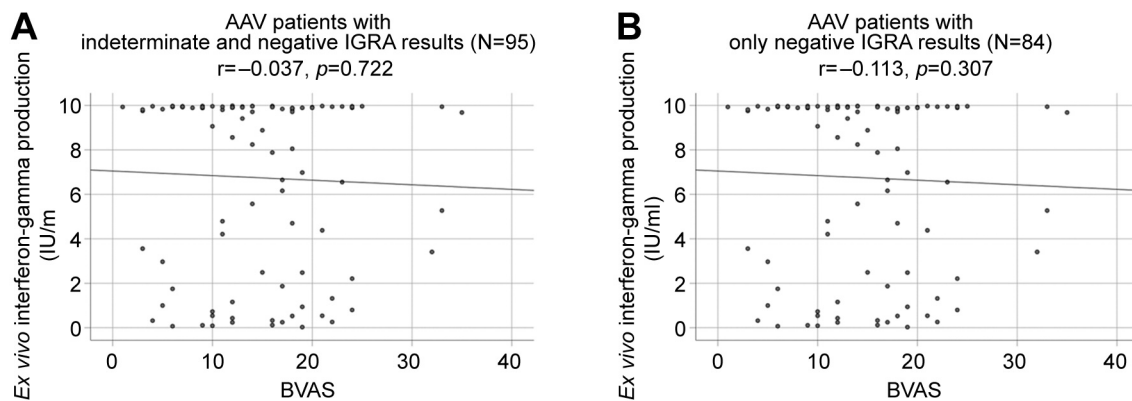 A
AAV patients with
indeterminate and negative IGRA results (N=95)
r=–0.037, p=0.722
Ex vivo interferon-gamma production
(IU/m
10
8
6
4
2
0
0 10 20 30 40
BVAS
B
AAV patients with
only negative IGRA results (N=84)
r=–0.113, p=0.307
Ex vivo interferon-gamma production
(IU/ml)
10
8
6
4
2
0
0 10 20 30 40
BVAS